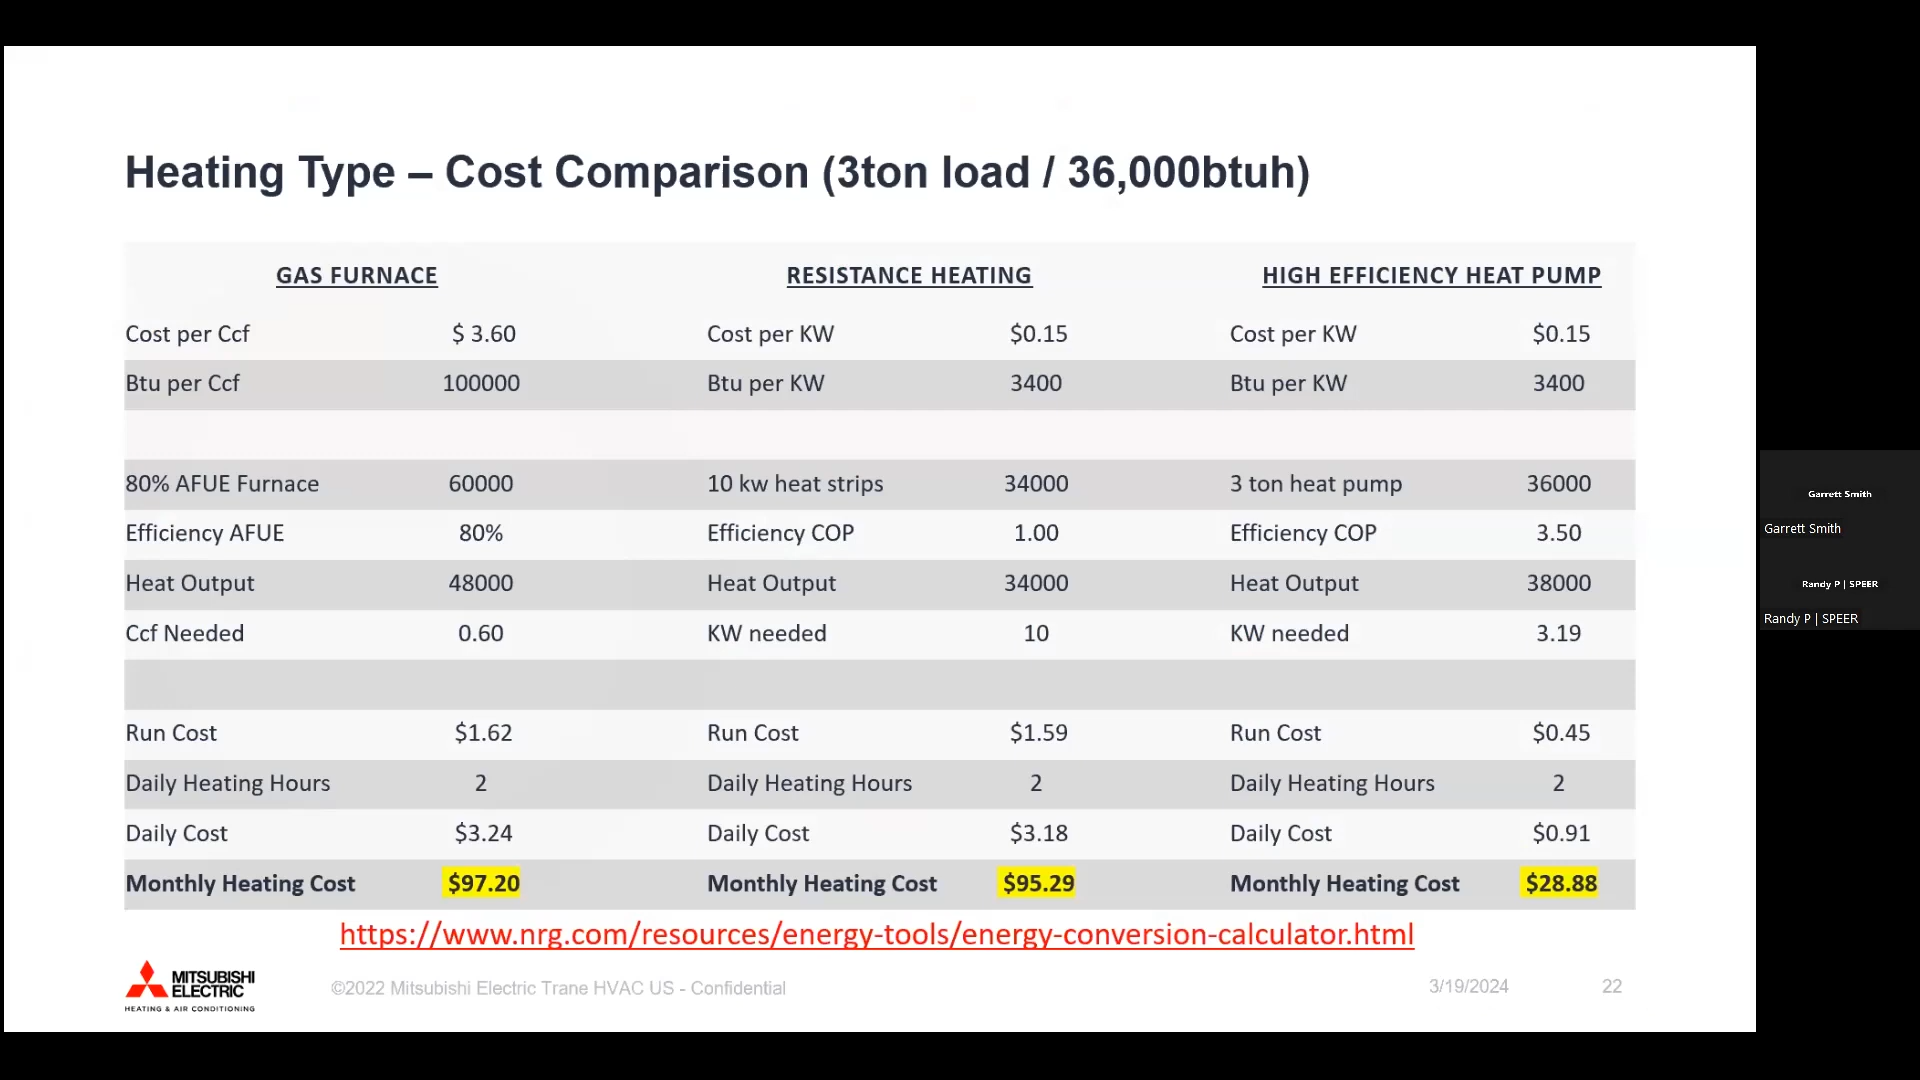 Heating Type – Cost Comparison (3ton load / 36,000btuh)
GAS FURNACE RESISTANCE HEATING HIGH EFFICIENCY HEAT PUMP
Cost per Ccf $ 3.60 Cost per KW $0.15 Cost per KW $0.15
Btu per Ccf 100000 Btu per KW 3400 Btu per KW 3400
80% AFUE Furnace 60000 10 kw heat strips 34000 3 ton heat pump 36000
Efficiency AFUE 80% Efficiency COP 1.00 Efficiency COP 3.50
Heat Output 48000 Heat Output 34000 Heat Output 38000
Ccf Needed 0.60 KW needed 10 KW needed 3.19
Run Cost $1.62 Run Cost $1.59 Run Cost $0.45
Daily Heating Hours 2 Daily Heating Hours 2 Daily Heating Hours 2
Daily Cost $3.24 Daily Cost $3.18 Daily Cost $0.91
Monthly Heating Cost $97.20 Monthly Heating Cost $95.29 Monthly Heating Cost $28.88
https://www.nrg.com/resources/energy-tools/energy-conversion-calculator.html
MITSUBISHI
ELECTRIC
HEATING & AIR CONDITIONING
©2022 Mitsubishi Electric Trane HVAC US - Confidential
3/19/2024 22
Garrett Smith
Garrett Smith
Randy P | SPEER
Randy P | SPEER